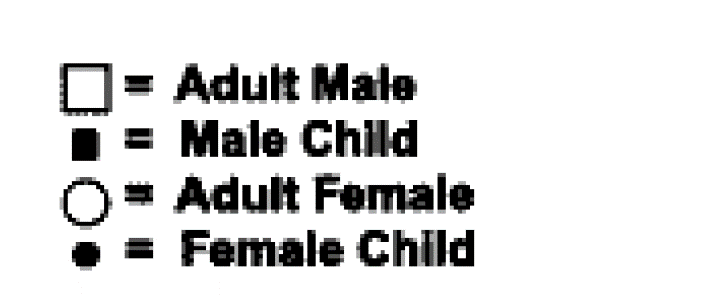 = Adult Male
= Male Child
= Adult Female
= Female Child